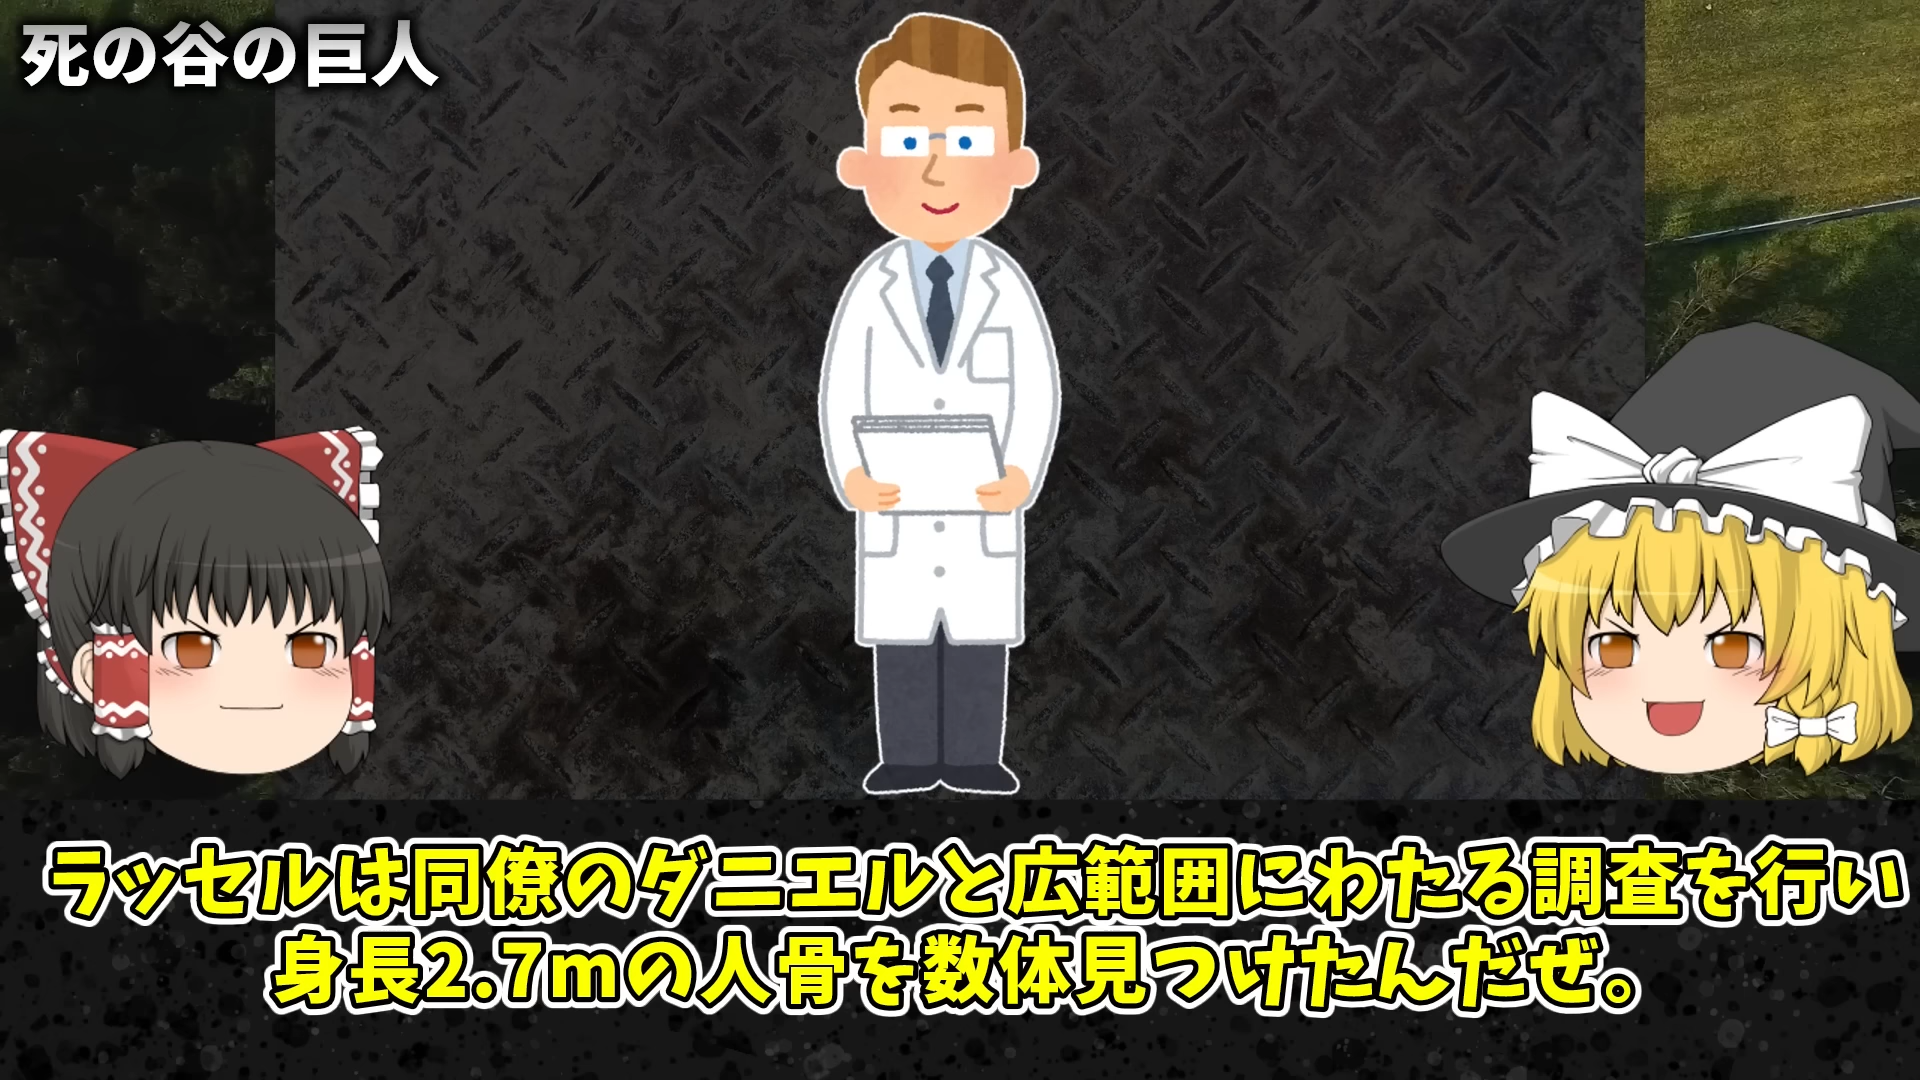 死の谷の巨人
ラッセルは同僚のダニエルと広範囲にわたる調査を行い
身長2.7mの人骨を数体見つけたんだぜ。